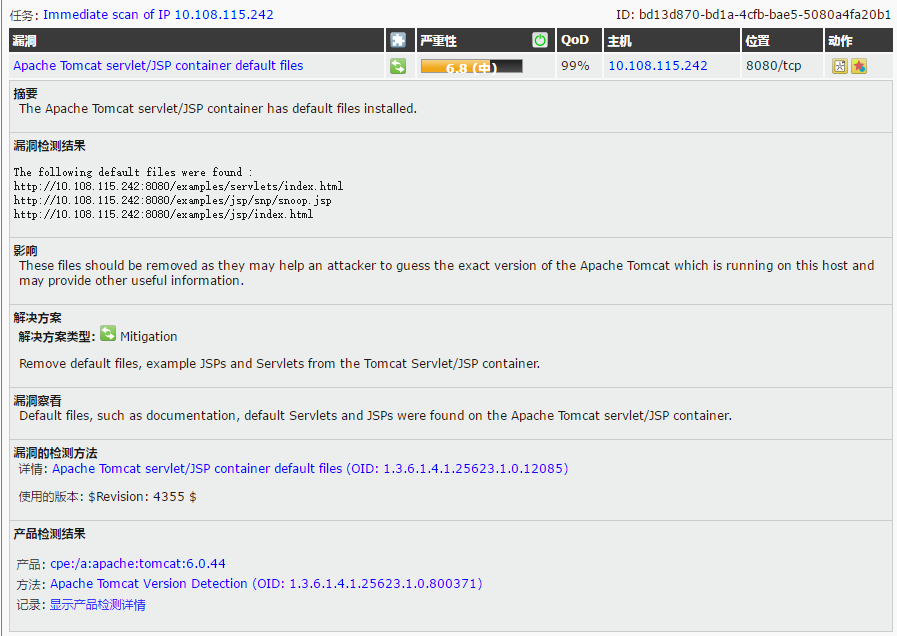 任务: Immediate scan of IP 10.108.115.242 ID: bd13d870-bd1a-4cfb-bae5-5080a4fa20b1
漏洞 严重性 QoD 主机 位置 动作
Apache Tomcat servlet/JSP container default files 6.8 (中) 99% 10.108.115.242 8080/tcp
摘要
The Apache Tomcat servlet/JSP container has default files installed.
漏洞检测结果
The following default files were found :
http://10.108.115.242:8080/examples/servlets/index.html
http://10.108.115.242:8080/examples/jsp/snp/snoop.jsp
http://10.108.115.242:8080/examples/jsp/index.html
影响
These files should be removed as they may help an attacker to guess the exact version of the Apache Tomcat which is running on this host and
may provide other useful information.
解决方案
解决方案类型: Mitigation
Remove default files, example JSPs and Servlets from the Tomcat Servlet/JSP container.
漏洞察看
Default files, such as documentation, default Servlets and JSPs were found on the Apache Tomcat servlet/JSP container.
漏洞的检测方法
详情: Apache Tomcat servlet/JSP container default files (OID: 1.3.6.1.4.1.25623.1.0.12085)
使用的版本: $Revision: 4355 $
产品检测结果
产品: cpe:/a:apache:tomcat:6.0.44
方法: Apache Tomcat Version Detection (OID: 1.3.6.1.4.1.25623.1.0.800371)
记录: 显示产品检测详情